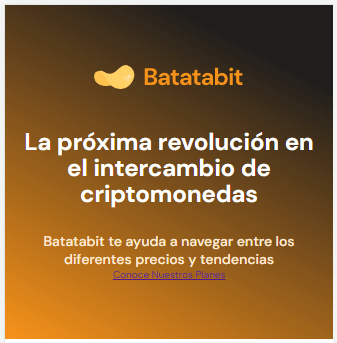 Batatabit
La próxima revolución en
el intercambio de
criptomonedas
Batatabit te ayuda a navegar entre los
diferentes precios y tendencias
Conoce Nuestros Planes